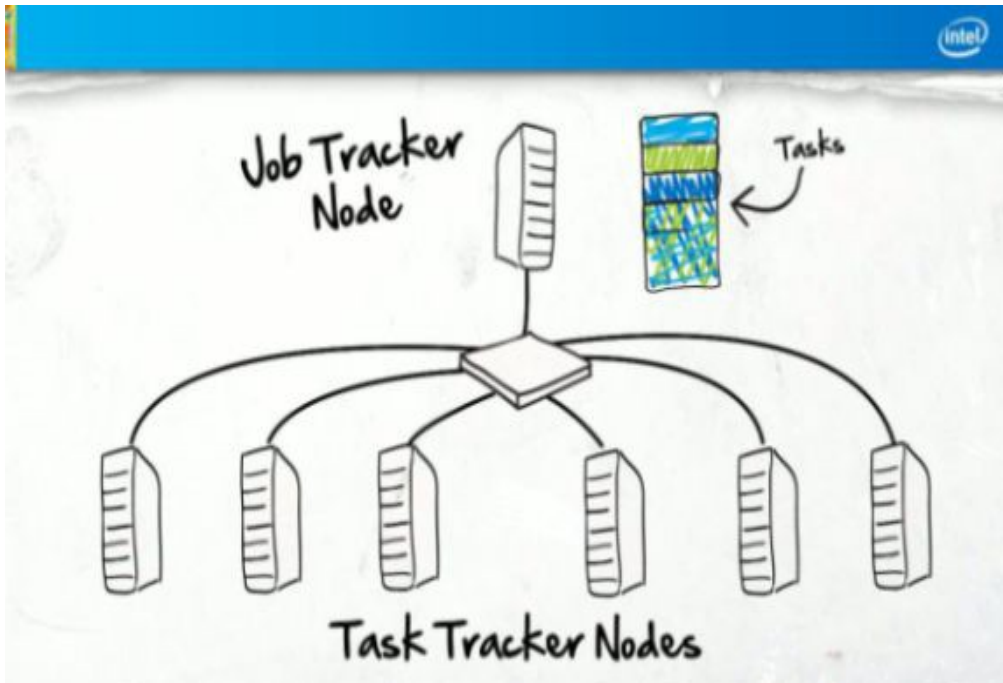 intel
Job Tracker
Node
Tasks
Task Tracker Nodes